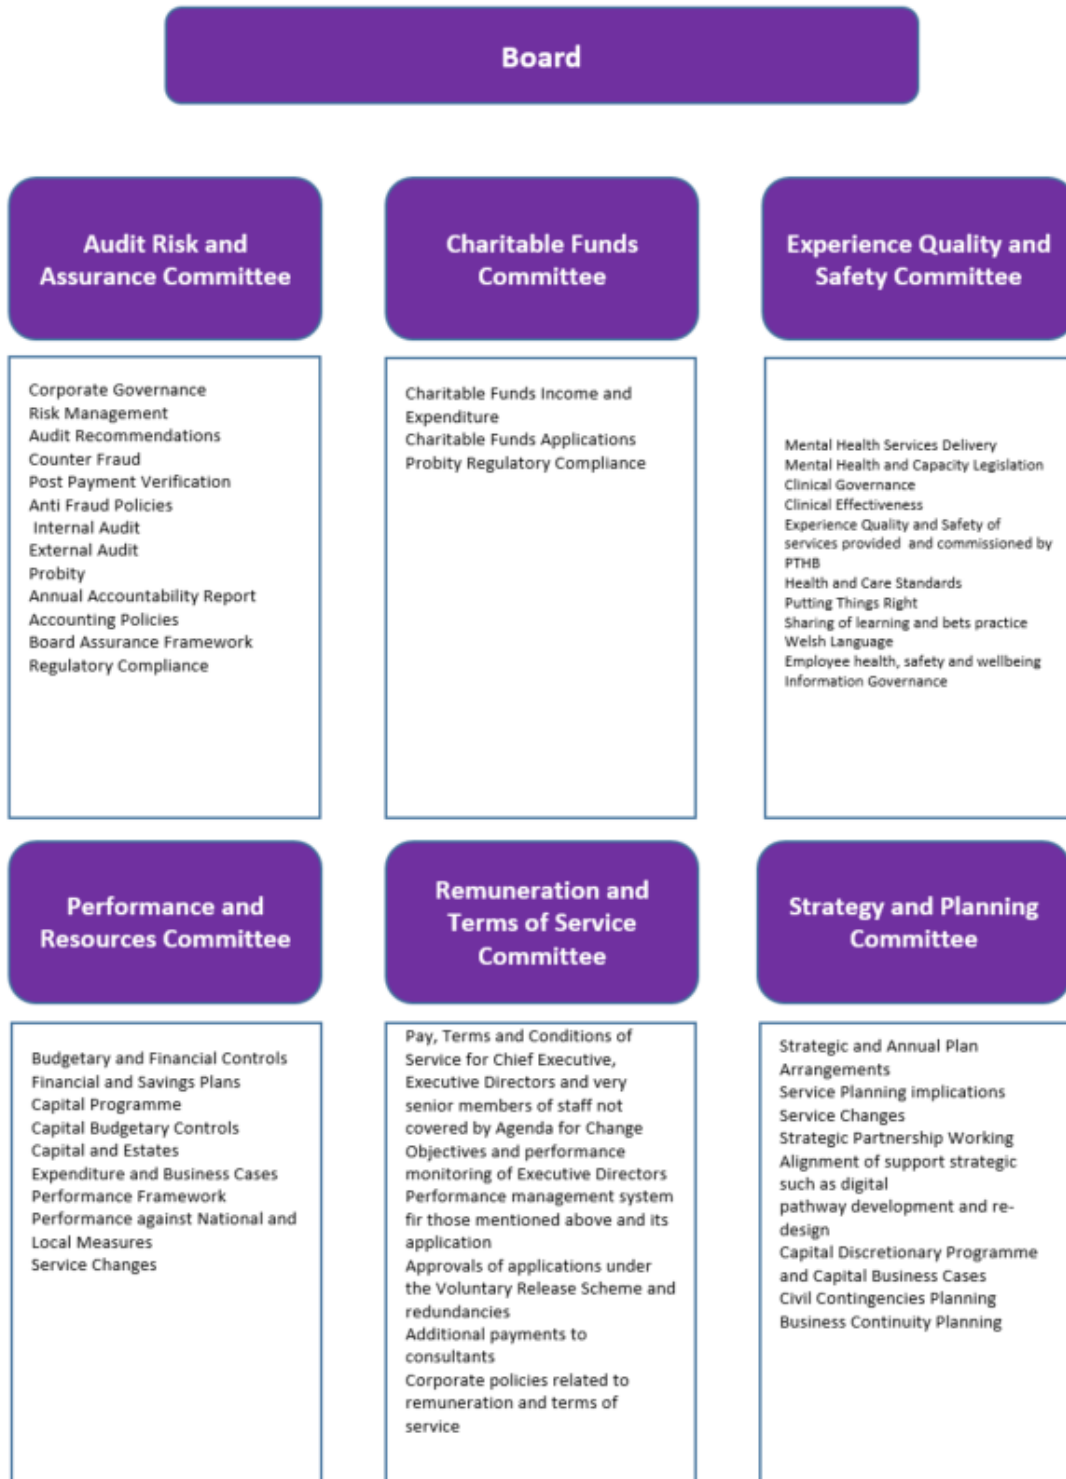 Board
Audit Risk and
Assurance Committee
Charitable Funds
Committee
Experience Quality and
Safety Committee
Corporate Governance
Risk Management
Audit Recommendations
Counter Fraud
Post Payment Verification
Anti Fraud Policies
Internal Audit
External Audit
Probity
Annual Accountability Report
Accounting Policies
Board Assurance Framework
Regulatory Compliance
Charitable Funds Income and
Expenditure
Charitable Funds Applications
Probity Regulatory Compliance
Mental Health Services Delivery
Mental Health and Capacity Legislation
Clinical Governance
Clinical Effectiveness
Experience Quality and Safety of
services provided and commissioned by
PTHB
Health and Care Standards
Putting Things Right
Sharing of learning and bets practice
Welsh Language
Employee health, safety and wellbeing
Information Governance
Performance and
Resources Committee
Remuneration and
Terms of Service
Committee
Strategy and Planning
Committee
Budgetary and Financial Controls
Financial and Savings Plans
Capital Programme
Capital Budgetary Controls
Capital and Estates
Expenditure and Business Cases
Performance Framework
Performance against National and
Local Measures
Service Changes
Pay, Terms and Conditions of
Service for Chief Executive,
Executive Directors and very
senior members of staff not
covered by Agenda for Change
Objectives and performance
monitoring of Executive Directors
Performance management system
fir those mentioned above and its
application
Approvals of applications under
the Voluntary Release Scheme and
redundancies
Additional payments to
consultants
Corporate policies related to
remuneration and terms of
service
Strategic and Annual Plan
Arrangements
Service Planning implications
Service Changes
Strategic Partnership Working
Alignment of support strategic
such as digital
pathway development and re-
design
Capital Discretionary Programme
and Capital Business Cases
Civil Contingencies Planning
Business Continuity Planning